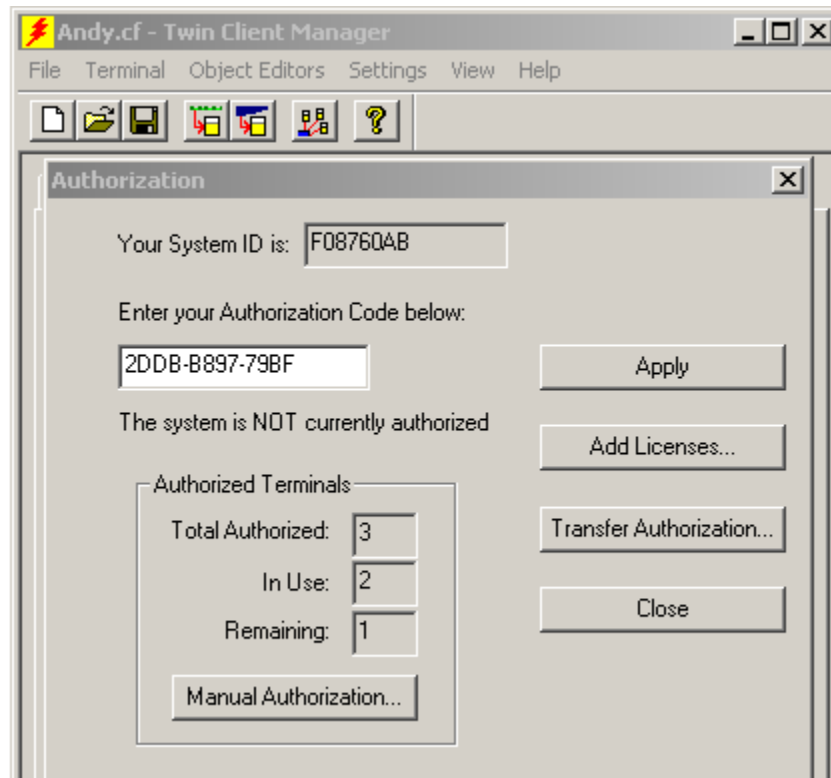 Andy.cf - Twin Client Manager
File Terminal Object Editors Settings View Help
Authorization
Your System ID is: F08760AB
Enter your Authorization Code below:
2DDB-B897-79BF
Apply
The system is NOT currently authorized
Add Licenses...
Authorized Terminals
Total Authorized: 3
Transfer Authorization...
In Use: 2
Close
Remaining: 1
Manual Authorization...